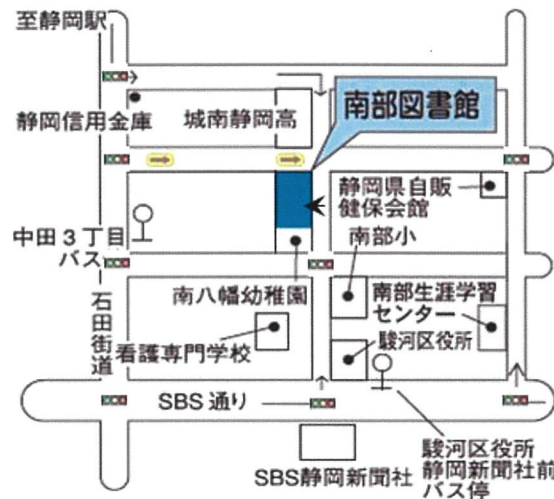 至静岡駅
静岡信用金庫
城南静岡高
南部図書館
静岡県自販
健保会館
中田3丁目
バス
南部小
南八幡幼稚園
石田街道
南部生涯学習
センター
看護専門学校
駿河区役所
SBS通り
SBS静岡新聞社
駿河区役所
静岡新聞社前
バス停